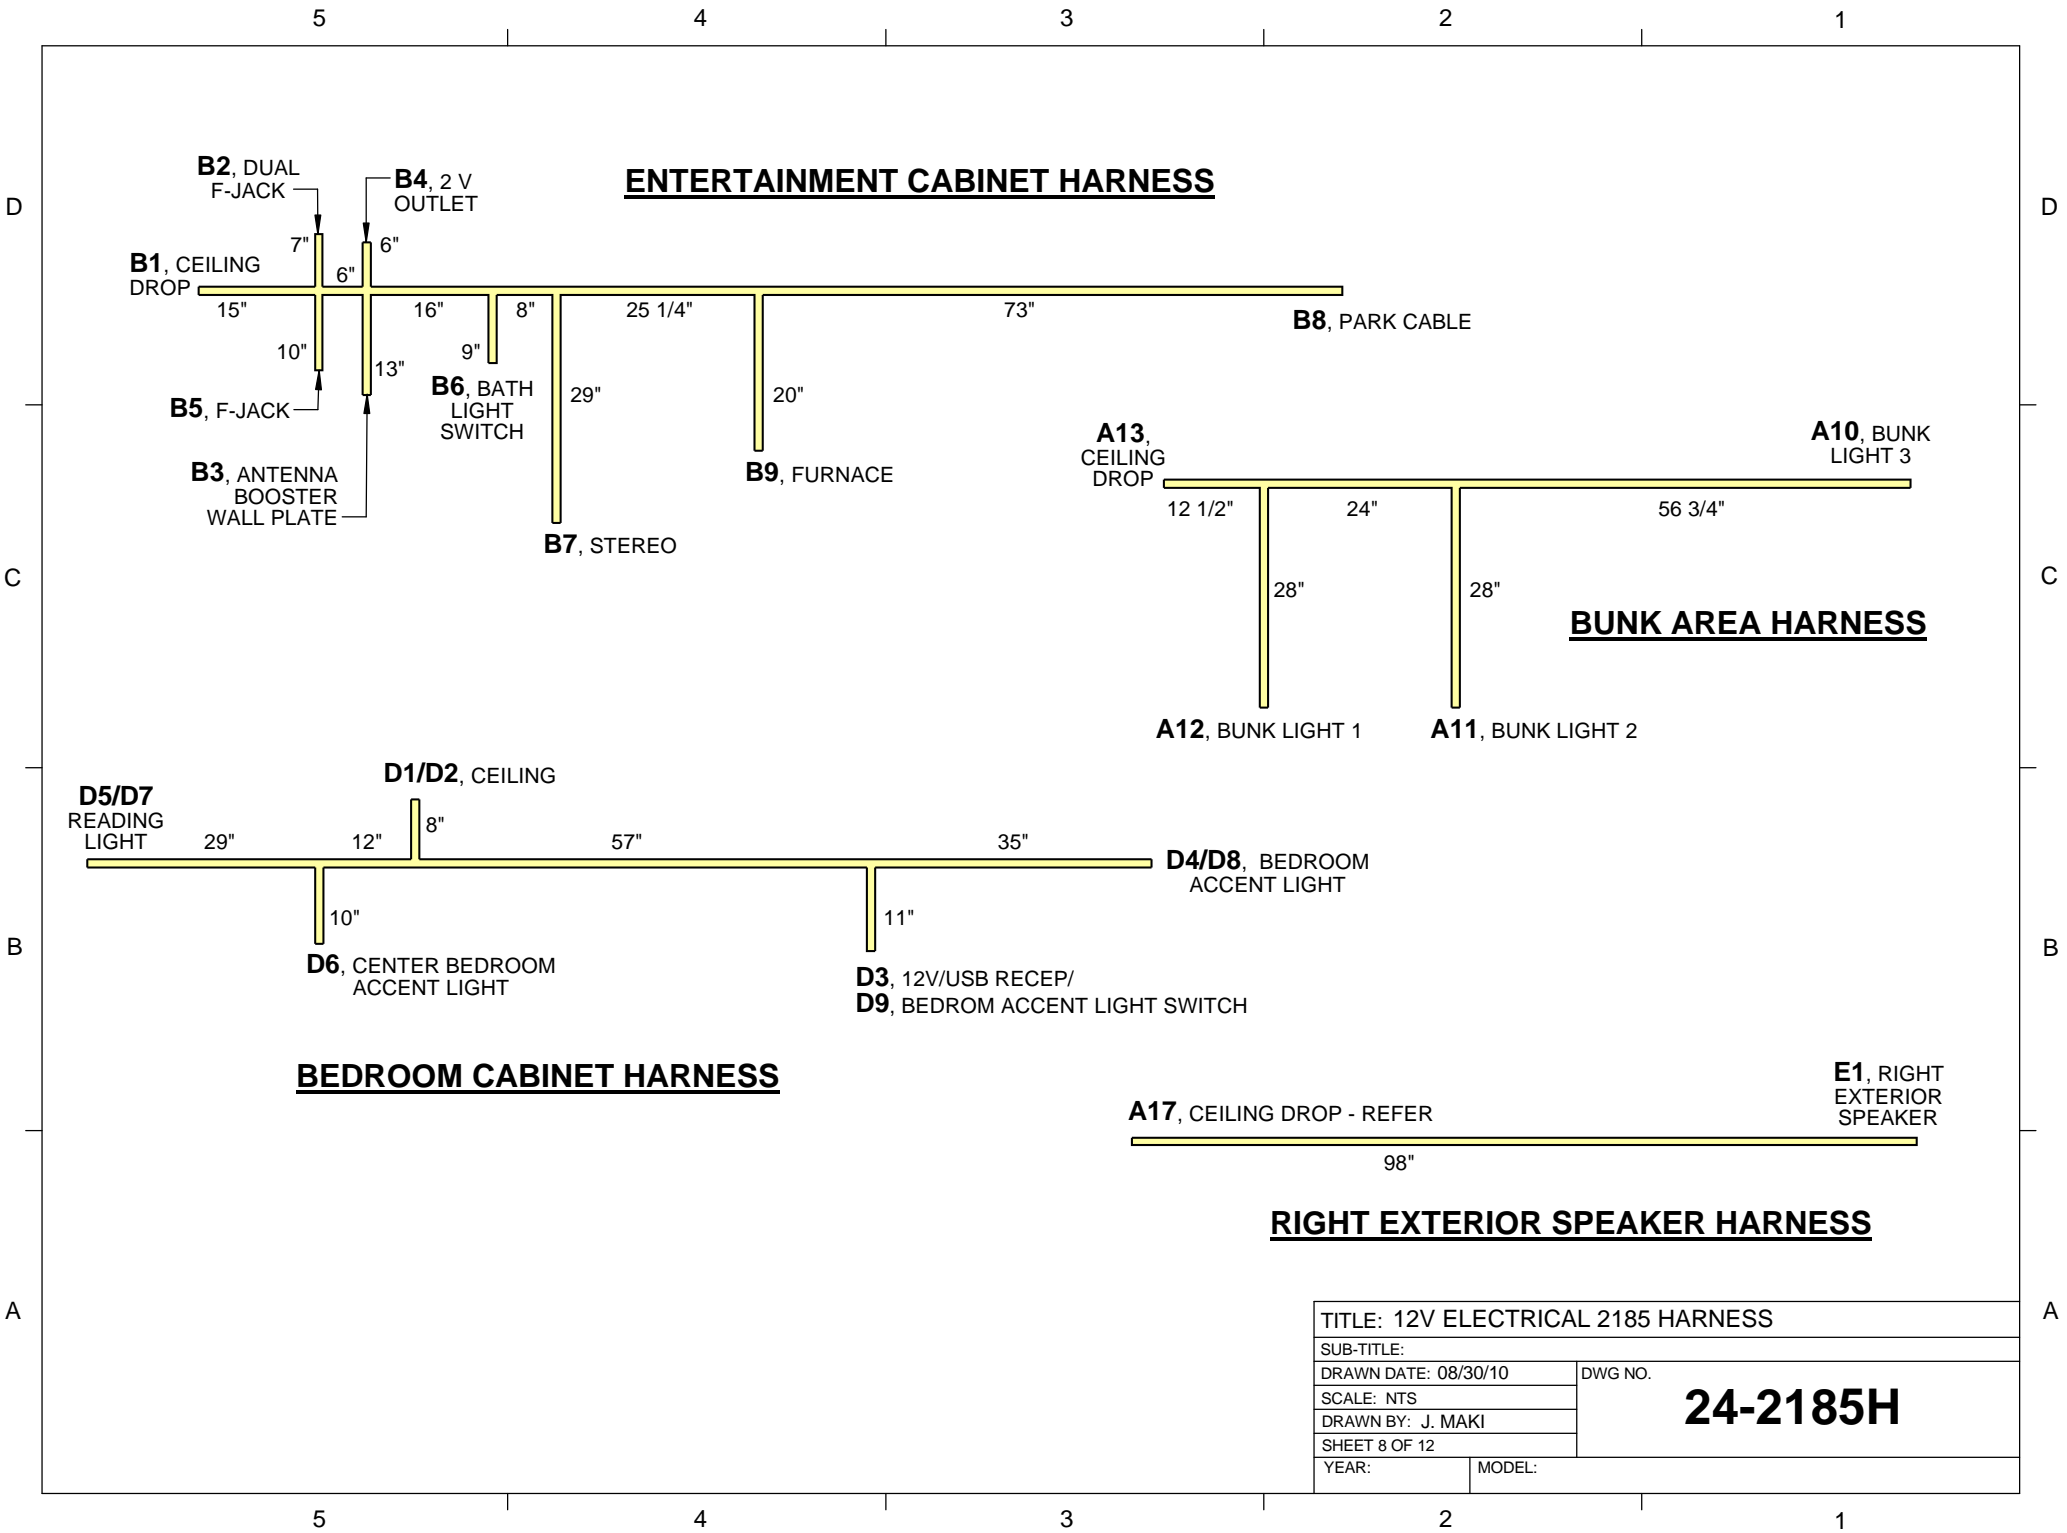 5 4 3 2 1
D D
C C
B B
A A
ENTERTAINMENT CABINET HARNESS
B2, DUAL
F-JACK
B4, 2 V
OUTLET
7"
6"
B1, CEILING
DROP
6"
15"
16"
8"
25 1/4"
73"
B8, PARK CABLE
10"
13"
9"
B5, F-JACK
B6, BATH
LIGHT
SWITCH
29"
20"
B3, ANTENNA
BOOSTER
WALL PLATE
B9, FURNACE
B7, STEREO
A13,
CEILING
DROP
A10, BUNK
LIGHT 3
12 1/2"
24"
56 3/4"
28"
28"
BUNK AREA HARNESS
A12, BUNK LIGHT 1
A11, BUNK LIGHT 2
D1/D2, CEILING
D5/D7
READING
LIGHT
29"
12"
8"
57"
35"
D4/D8, BEDROOM
ACCENT LIGHT
10"
11"
D6, CENTER BEDROOM
ACCENT LIGHT
D3, 12V/USB RECEP/
D9, BEDROM ACCENT LIGHT SWITCH
BEDROOM CABINET HARNESS
A17, CEILING DROP - REFER
E1, RIGHT
EXTERIOR
SPEAKER
98"
RIGHT EXTERIOR SPEAKER HARNESS
TITLE: 12V ELECTRICAL 2185 HARNESS
SUB-TITLE:
DRAWN DATE: 08/30/10
DWG NO.
24-2185H
SCALE: NTS
DRAWN BY: J. MAKI
SHEET 8 OF 12
YEAR:
MODEL:
5 4 3 2 1